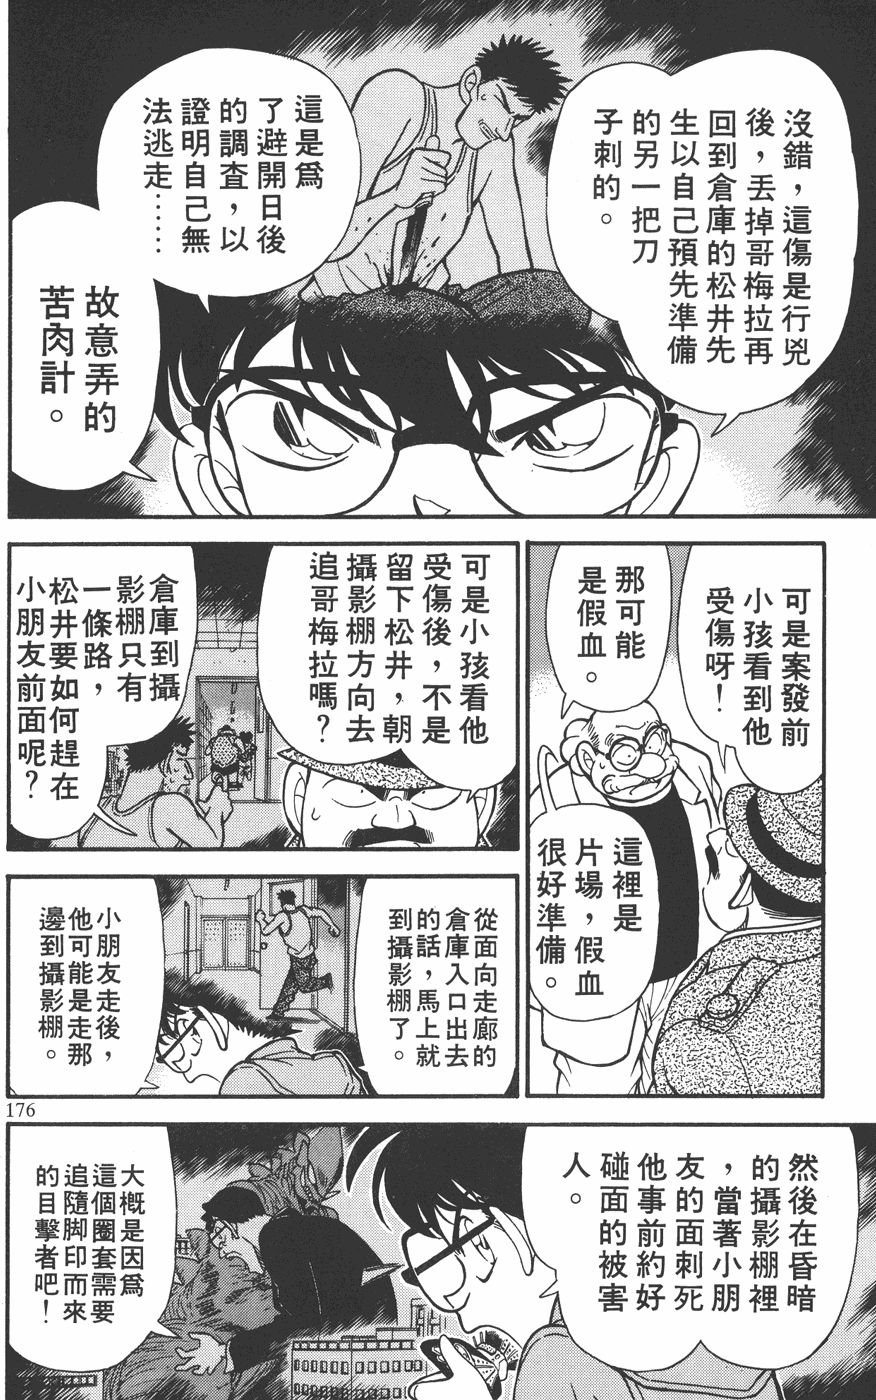 沒錯，這傷是行兇
後，丟掉哥梅拉再
回到倉庫的松井先
生以自己預先準備
的另一把刀
子刺的。
這是爲
了避開日後
的調査，以
證明自己無
法逃走……
故意弄的
苦肉計。
可是案發前
小孩看到他
受傷呀！
那可能
是假血。
這裡是
片場，假血
很好準備。
可是小孩看他
受傷後，不是
留下松井，朝
攝影棚方向去
追哥梅拉嗎？
倉庫到攝
影棚只有
一條路，
松井要如何趕在
小朋友前面呢？
從面向走廊的
倉庫入口出去
的話，馬上就
到攝影棚了。
小朋友走後，
他可能是走那
邊到攝影棚。
176
然後在昏暗
的攝影棚裡
，當著小朋
友的面刺死
他事前約好
碰面的被害
人。
大概是因爲
這個圈套需要
追隨脚印而來
的目擊者吧！